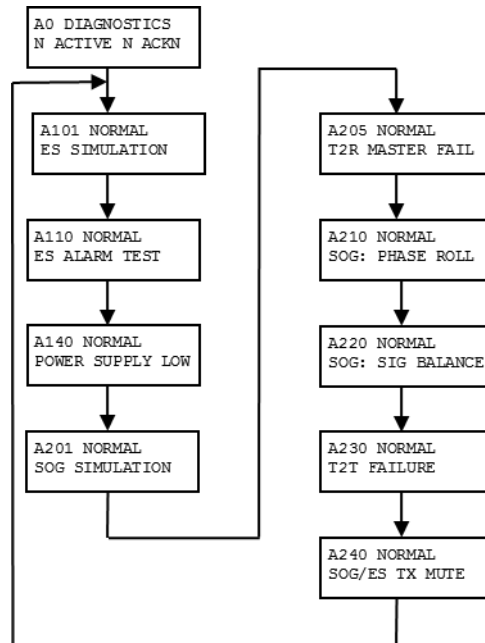 A0 DIAGNOSTICS
N ACTIVE N ACKN
A101 NORMAL
ES SIMULATION
A110 NORMAL
ES ALARM TEST
A140 NORMAL
POWER SUPPLY LOW
A201 NORMAL
SOG SIMULATION
A205 NORMAL
T2R MASTER FAIL
A210 NORMAL
SOG: PHASE ROLL
A220 NORMAL
SOG: SIG BALANCE
A230 NORMAL
T2T FAILURE
A240 NORMAL
SOG/ES TX MUTE